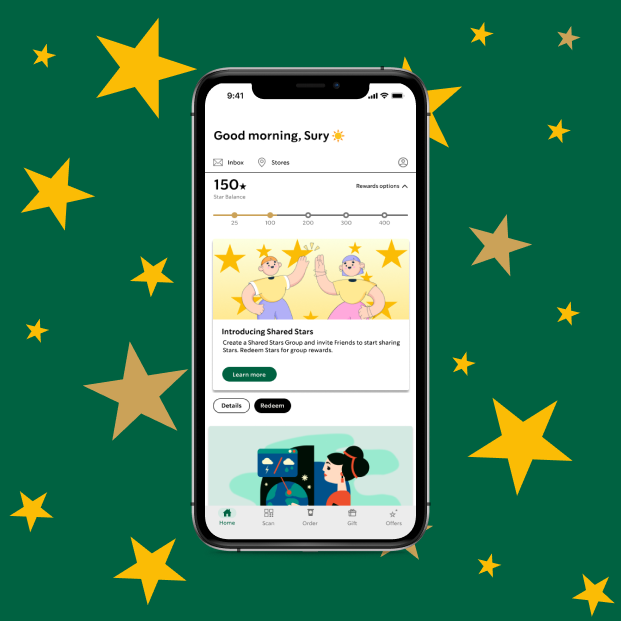 9:41
Good morning, Sury
Inbox
Stores
150★
Rewards options
Star Balance
25 100 200 300 400
Introducing Shared Stars
Create a Shared Stars Group and invite Friends to start sharing
Stars. Redeem Stars for group rewards.
Learn more
Details
Redeem
Home Scan Order Gift Offers